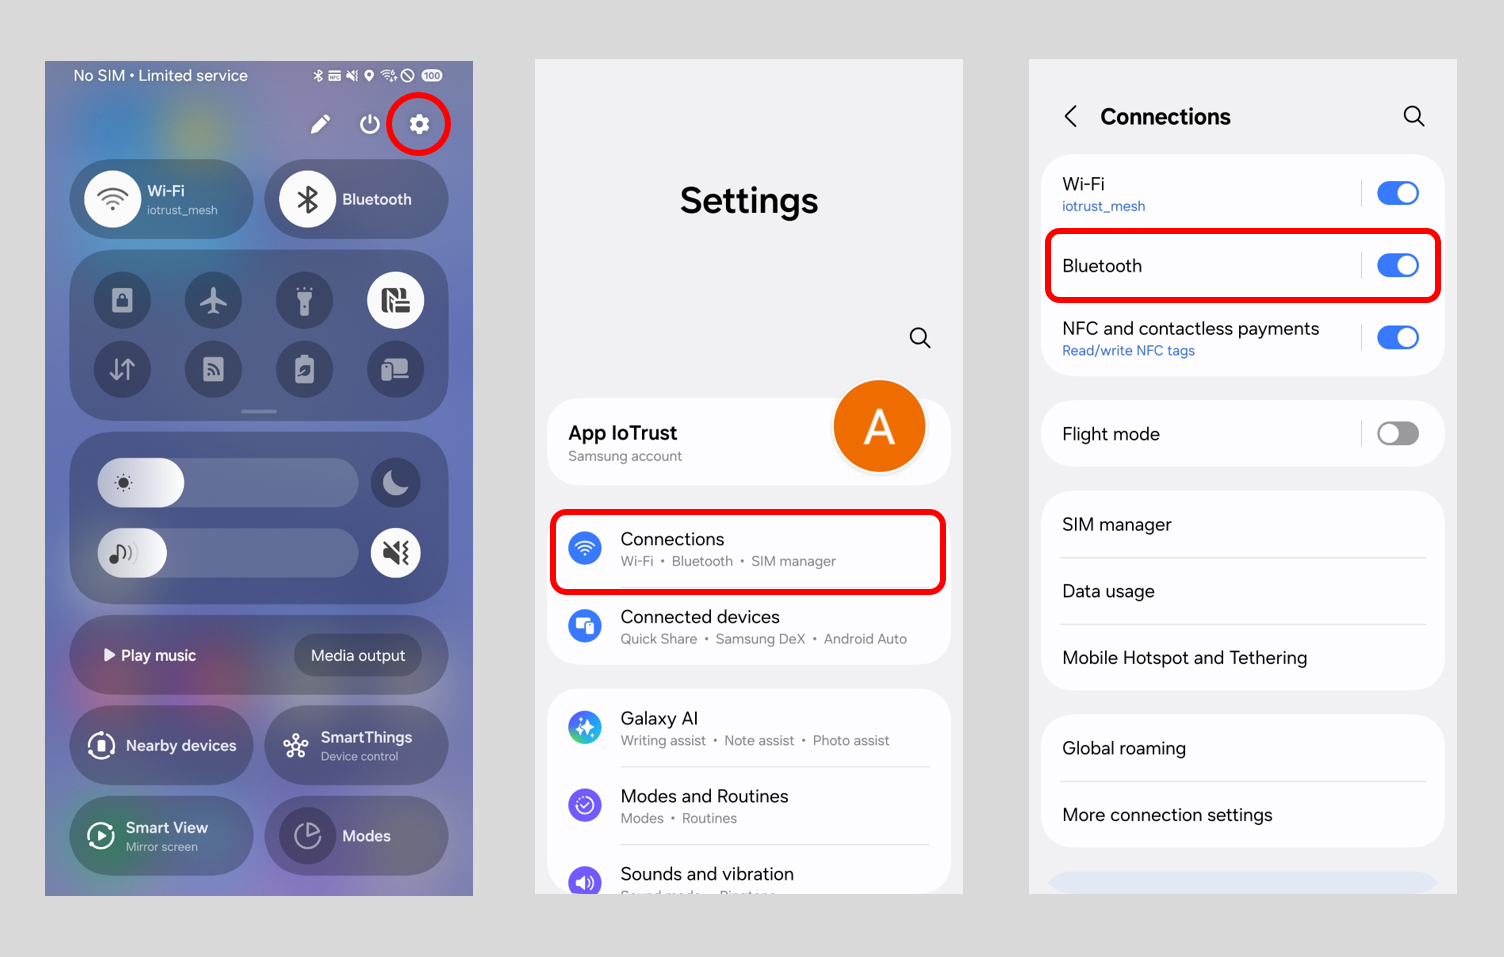 No SIM • Limited service
100
Wi-Fi
iotrust_mesh
Bluetooth
Play music
Media output
Nearby devices
SmartThings
Device control
Smart View
Mirror screen
Modes
Settings
App IoTrust
Samsung account
A
Connections
Wi-Fi • Bluetooth • SIM manager
Connected devices
Quick Share • Samsung DeX • Android Auto
Galaxy AI
Writing assist • Note assist • Photo assist
Modes and Routines
Modes • Routines
Sounds and vibration
Connections
Wi-Fi
iotrust_mesh
Bluetooth
NFC and contactless payments
Read/write NFC tags
Flight mode
SIM manager
Data usage
Mobile Hotspot and Tethering
Global roaming
More connection settings